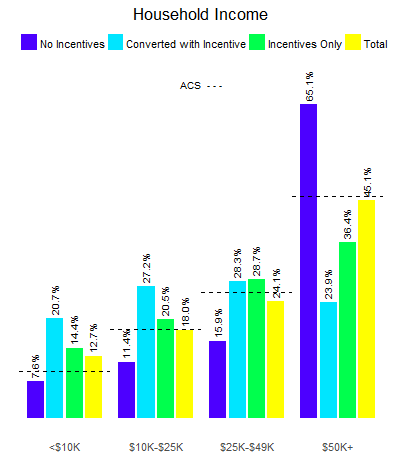 Household Income
No Incentives Converted with Incentive Incentives Only Total
ACS ---
7.6% 20.7% 14.4% 12.7% 11.4% 27.2% 20.5% 18.0% 15.9% 28.3% 28.7% 24.1% 65.1% 23.9% 36.4% 45.1%
<$10K $10K-$25K $25K-$49K $50K+